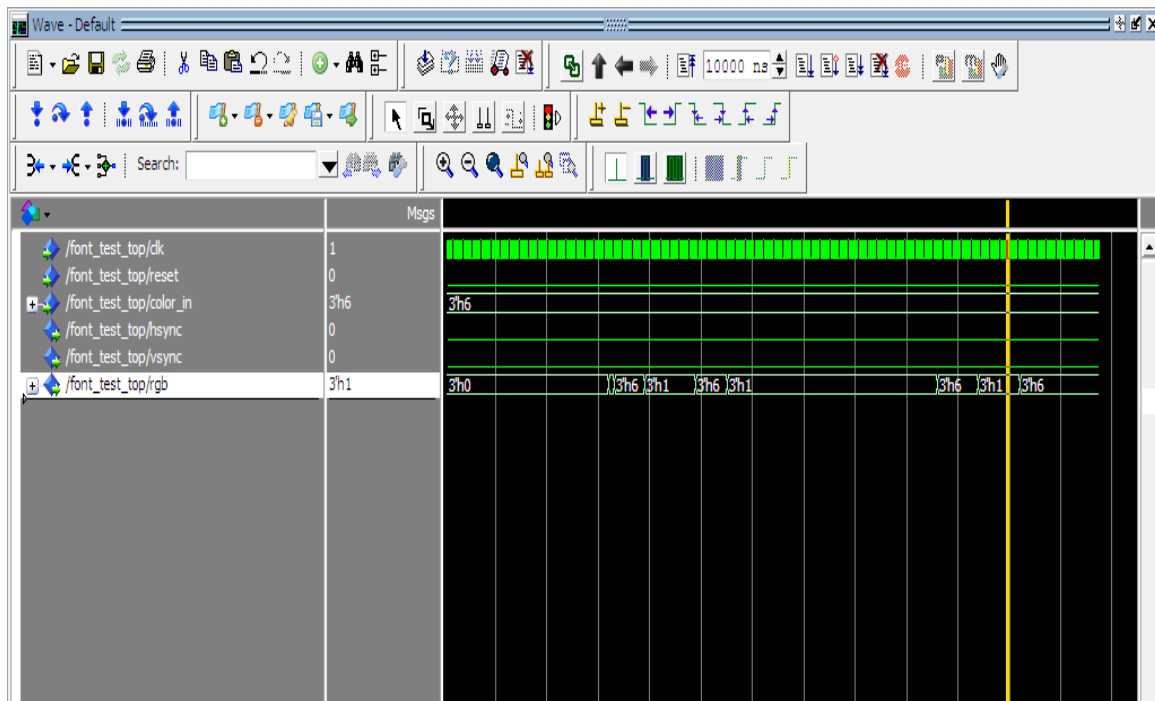 Wave - Default
10000 ns
Search:
Msgs
/font_test_top/clk 1
/font_test_top/reset 0
/font_test_top/color_in 3'h6 3'h6
/font_test_top/hsync 0
/font_test_top/vsync 0
/font_test_top/rgb 3'h1 3'h0 3'h6 3'h1 3'h6 3'h1 3'h6 3'h1 3'h6